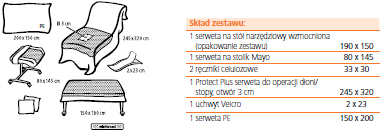 PE
200 x 150 cm
Ø 3 cm
245 x 320 cm
2 x 23 cm
80 x 145 cm
150 x 190 cm
Skład zestawu:
1 serweta na stół narzędziowy wzmocniona
(opakowanie zestawu) 190 x 150
1 serweta na stolik Mayo 80 x 145
2 ręczniki celulozowe 33 x 30
1 Protect Plus serweta do operacji dłoni/
stopy, otwór 3 cm 245 x 320
1 uchwyt Velcro 2 x 23
1 serweta PE 150 x 200